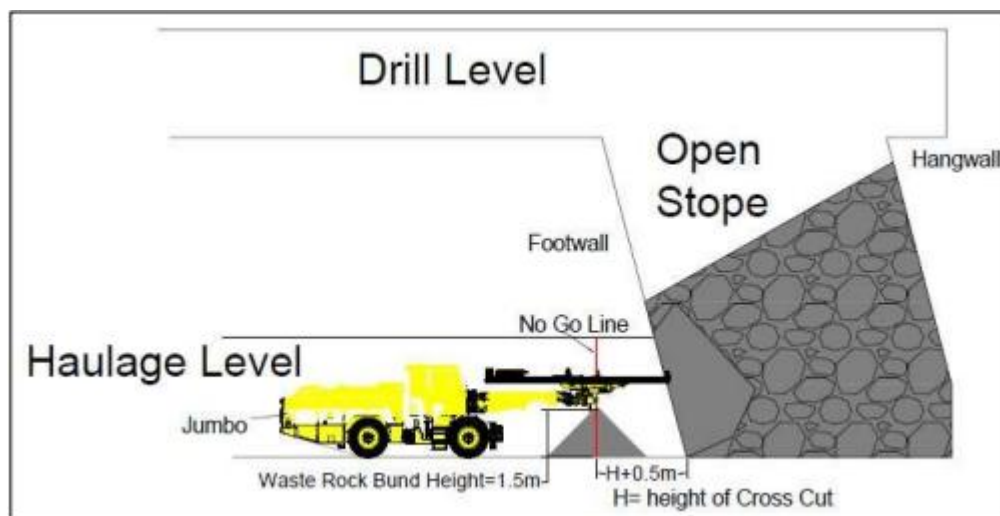 Drill Level
Open
Stope
Hangwall
Footwall
No Go Line
Haulage Level
Jumbo
Waste Rock Bund Height=1.5m
H+0.5m
H= height of Cross Cut